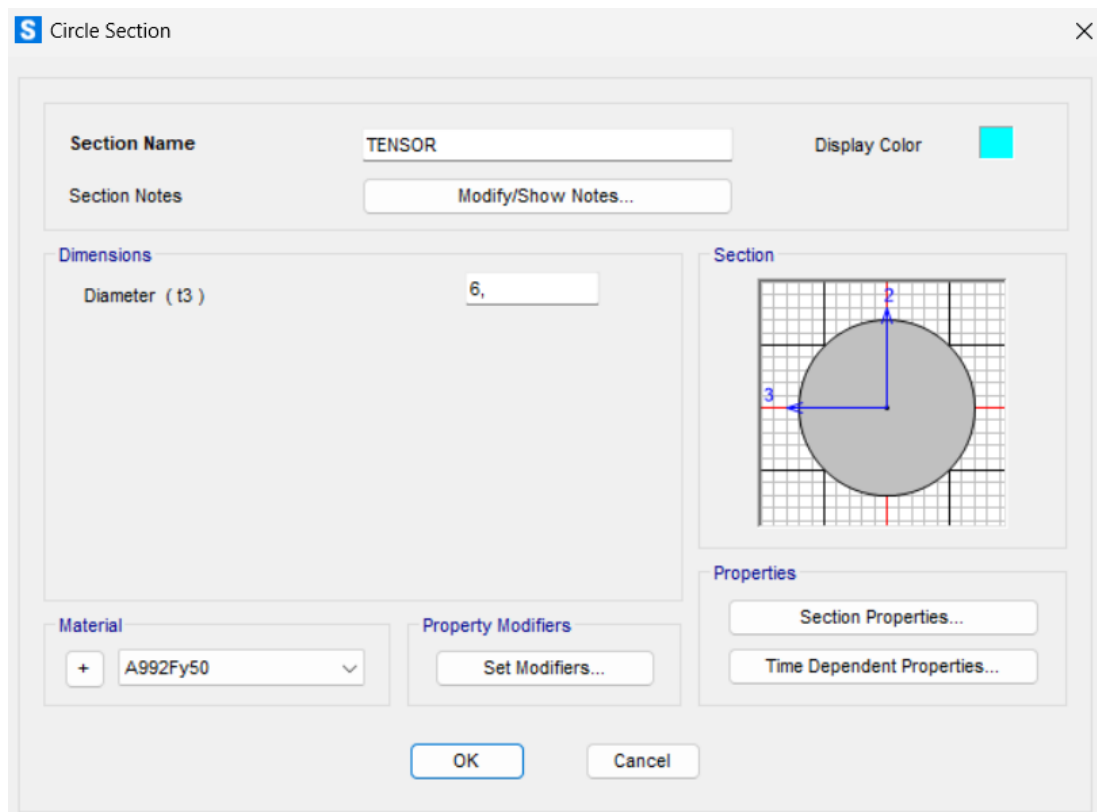 S Circle Section
Section Name TENSOR Display Color
Section Notes Modify/Show Notes...
Dimensions
Diameter ( t3 ) 6,
Section
2
3
Properties
Section Properties...
Time Dependent Properties...
Material
+ A992Fy50
Property Modifiers
Set Modifiers...
OK Cancel